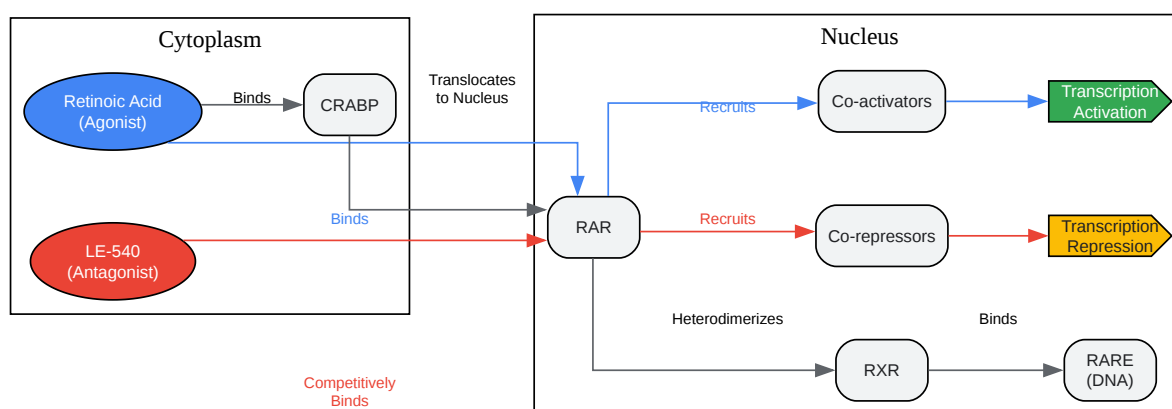 Cytoplasm
Nucleus
Retinoic Acid
(Agonist)
Binds
CRABP
Translocates
to Nucleus
Recruits
Co-activators
Transcription
Activation
Binds
RAR
Recruits
Co-repressors
Transcription
Repression
LE-540
(Antagonist)
Heterodimerizes
Binds
RXR
RARE
(DNA)
Competitively
Binds